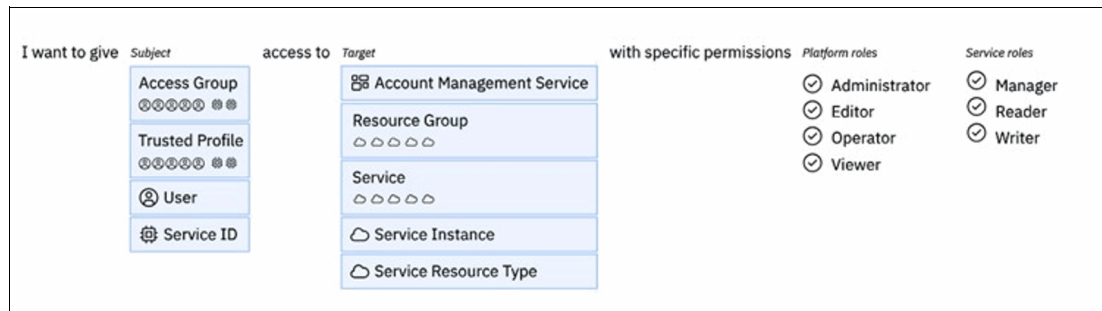 I want to give Subject access to Target with specific permissions Platform roles Service roles
Access Group
Trusted Profile
User
Service ID
Account Management Service
Resource Group
Service
Service Instance
Service Resource Type
Administrator
Editor
Operator
Viewer
Manager
Reader
Writer